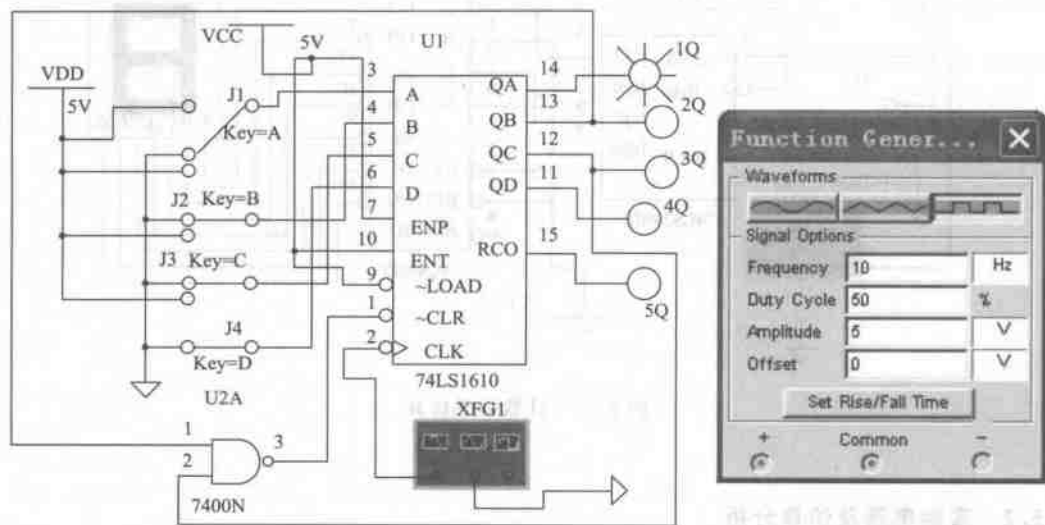 VCC
5V
U1
VDD
5V
J1
Key=A
J2
Key=B
J3
Key=C
J4
Key=D
U2A
3
4
5
6
7
10
9
1
2
A
B
C
D
ENP
ENT
~LOAD
~CLR
CLK
QA
QB
QC
QD
RCO
14
13
12
11
15
1Q
2Q
3Q
4Q
5Q
74LS1610
XFG1
1
2
3
7400N
Function Gener...
Waveforms
Signal Options
Frequency 10 Hz
Duty Cycle 50 %
Amplitude 5 V
Offset 0 V
Set Rise/Fall Time
+ Common −